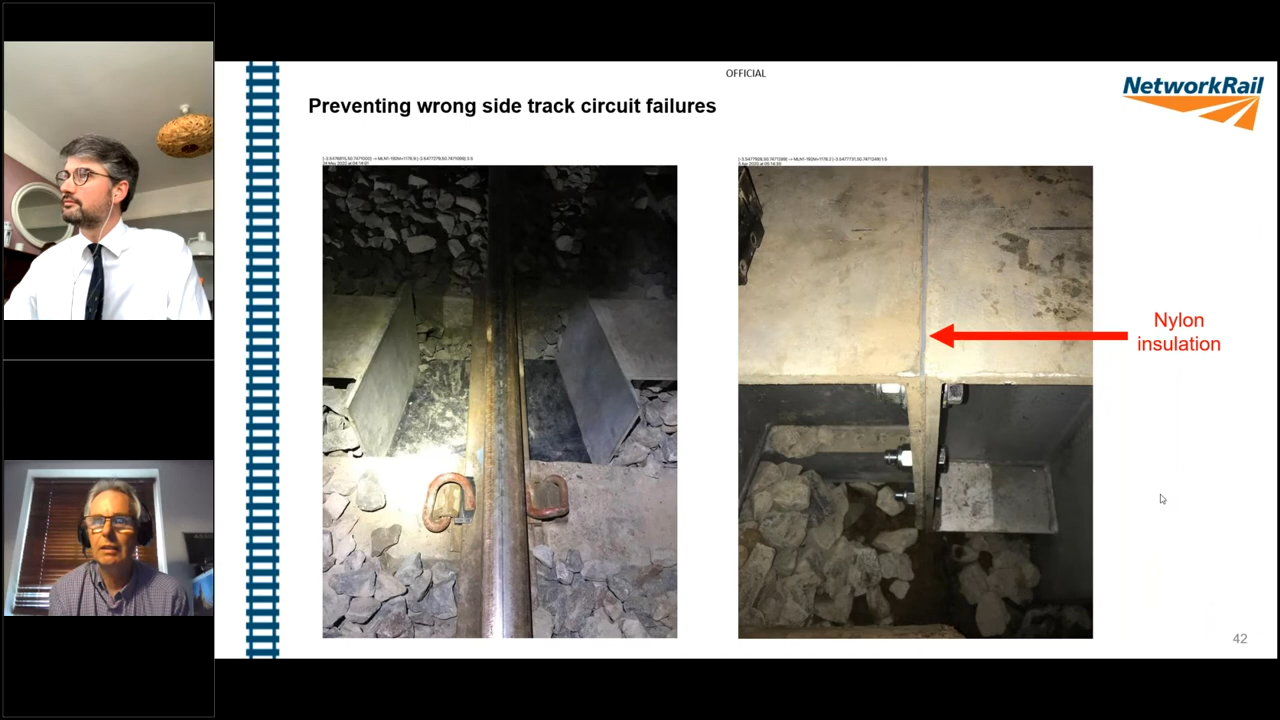 OFFICIAL
NetworkRail
Preventing wrong side track circuit failures
Nylon
insulation
42